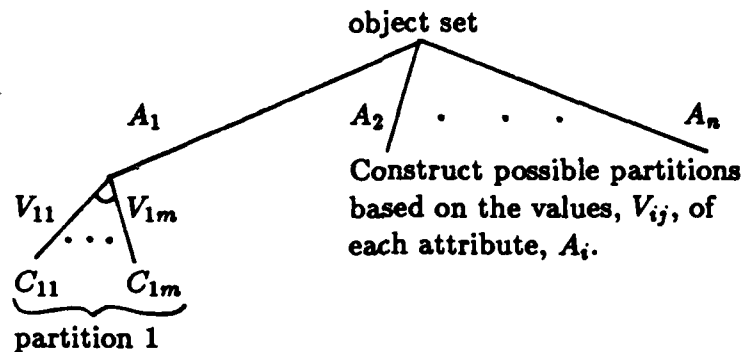 object set
A₁ A₂ . . . Aₙ
Construct possible partitions
V₁₁ V₁ₘ based on the values, Vᵢⱼ, of
. . . each attribute, Aᵢ.
C₁₁ C₁ₘ
partition 1